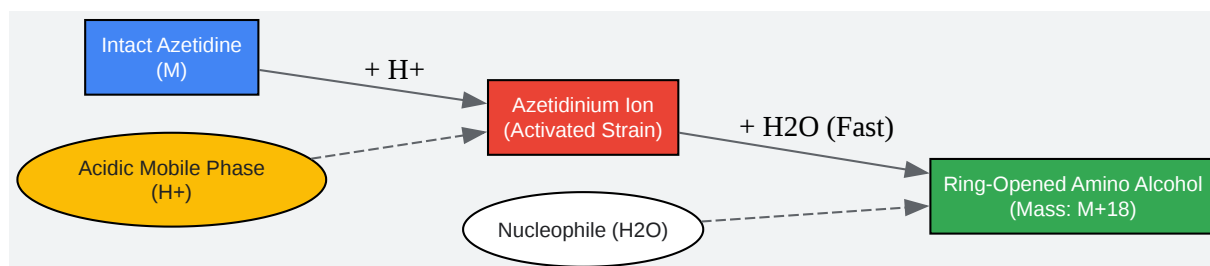 Intact Azetidine
(M)
+ H+
Acidic Mobile Phase
(H+)
Azetidinium Ion
(Activated Strain)
+ H2O (Fast)
Nucleophile (H2O)
Ring-Opened Amino Alcohol
(Mass: M+18)